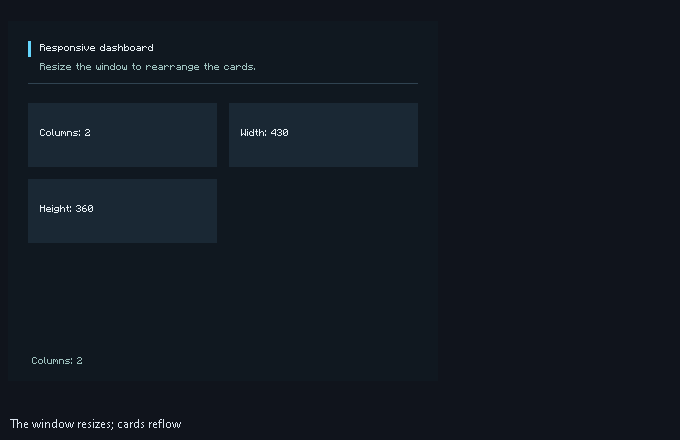 Responsive dashboard
Resize the window to rearrange the cards.
Columns: 2
Width: 430
Height: 360
Columns: 2
The window resizes; cards reflow